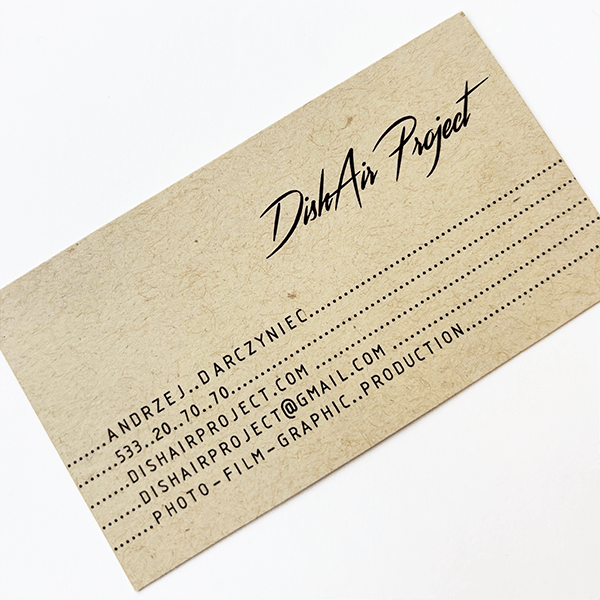 DishAir Project
......ANDRZEJ..DARCZYNIEC..............................
.....533..20..70..70........................................
......DISHAIRPROJECT.COM ..............................
.....DISHAIRPROJECT@GMAIL.COM ......................
......PHOTO-FILM-GRAPHIC..PRODUCTION..............